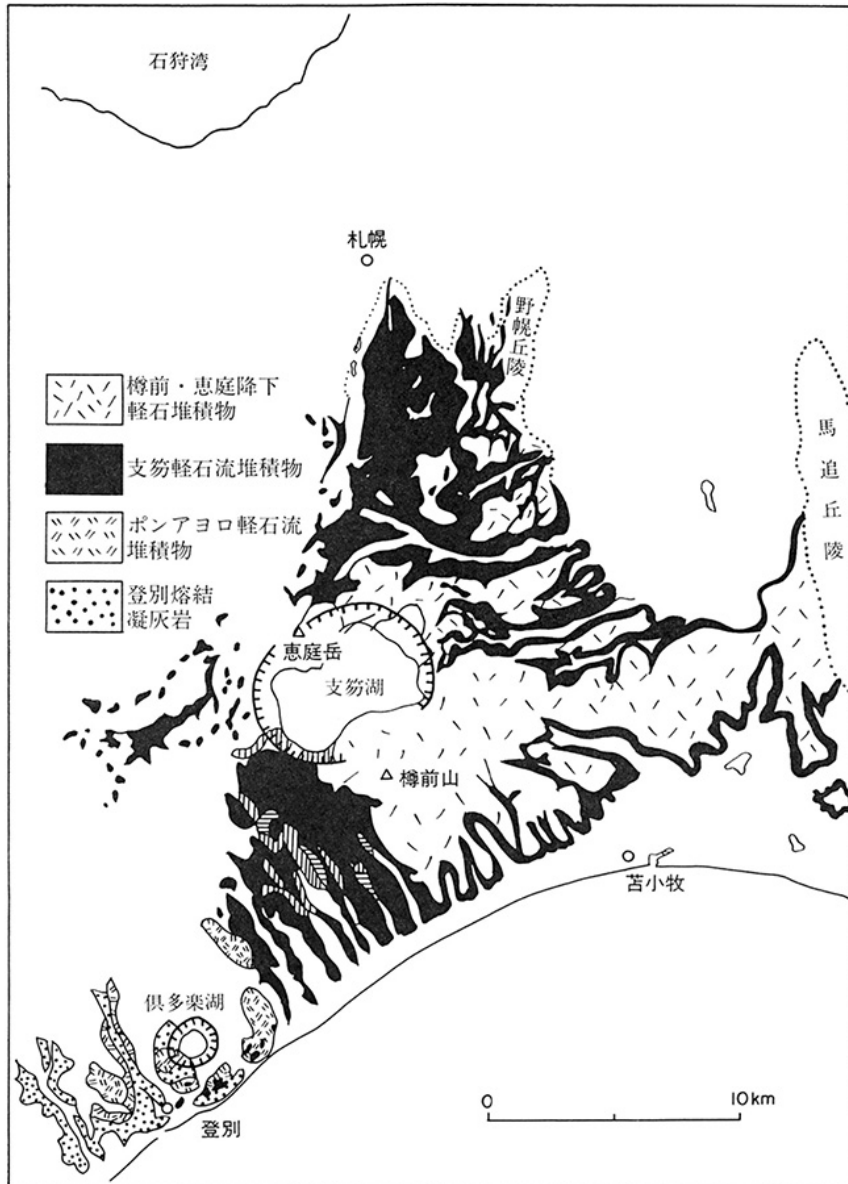 石狩湾
札幌
野幌丘陵
樽前・恵庭降下
軽石堆積物
支笏軽石流堆積物
ポンアヨロ軽石流
堆積物
登別熔結
凝灰岩
馬追丘陵
恵庭岳
支笏湖
樽前山
苫小牧
倶多楽湖
登別
0
10km